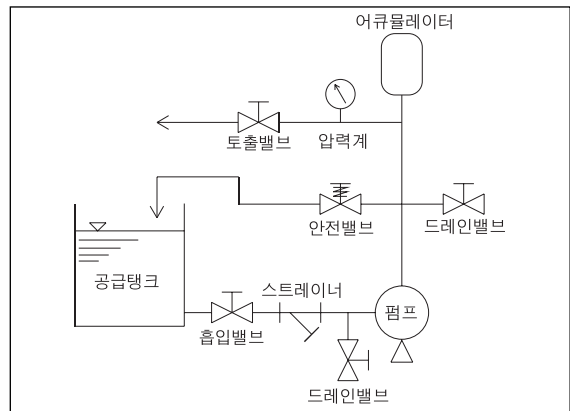 어큐뮬레이터
토출밸브
압력계
안전밸브
드레인밸브
공급탱크
스트레이너
흡입밸브
펌프
드레인밸브